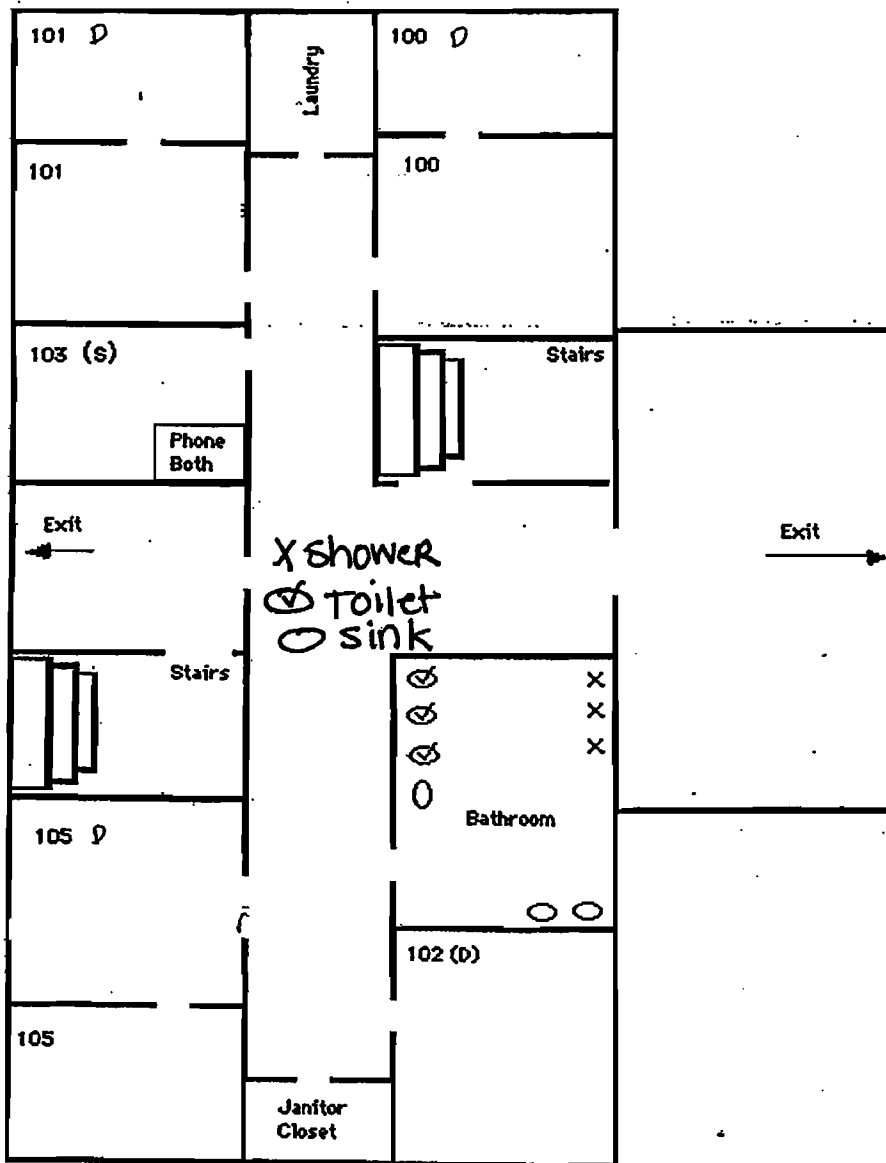 101 D
Laundry
100 D
101
100
103 (S)
Stairs
Phone
Both
Exit
Exit
X SHOWER
Toilet
sink
Stairs
Bathroom
105 D
102 (D)
105
Janitor
Closet